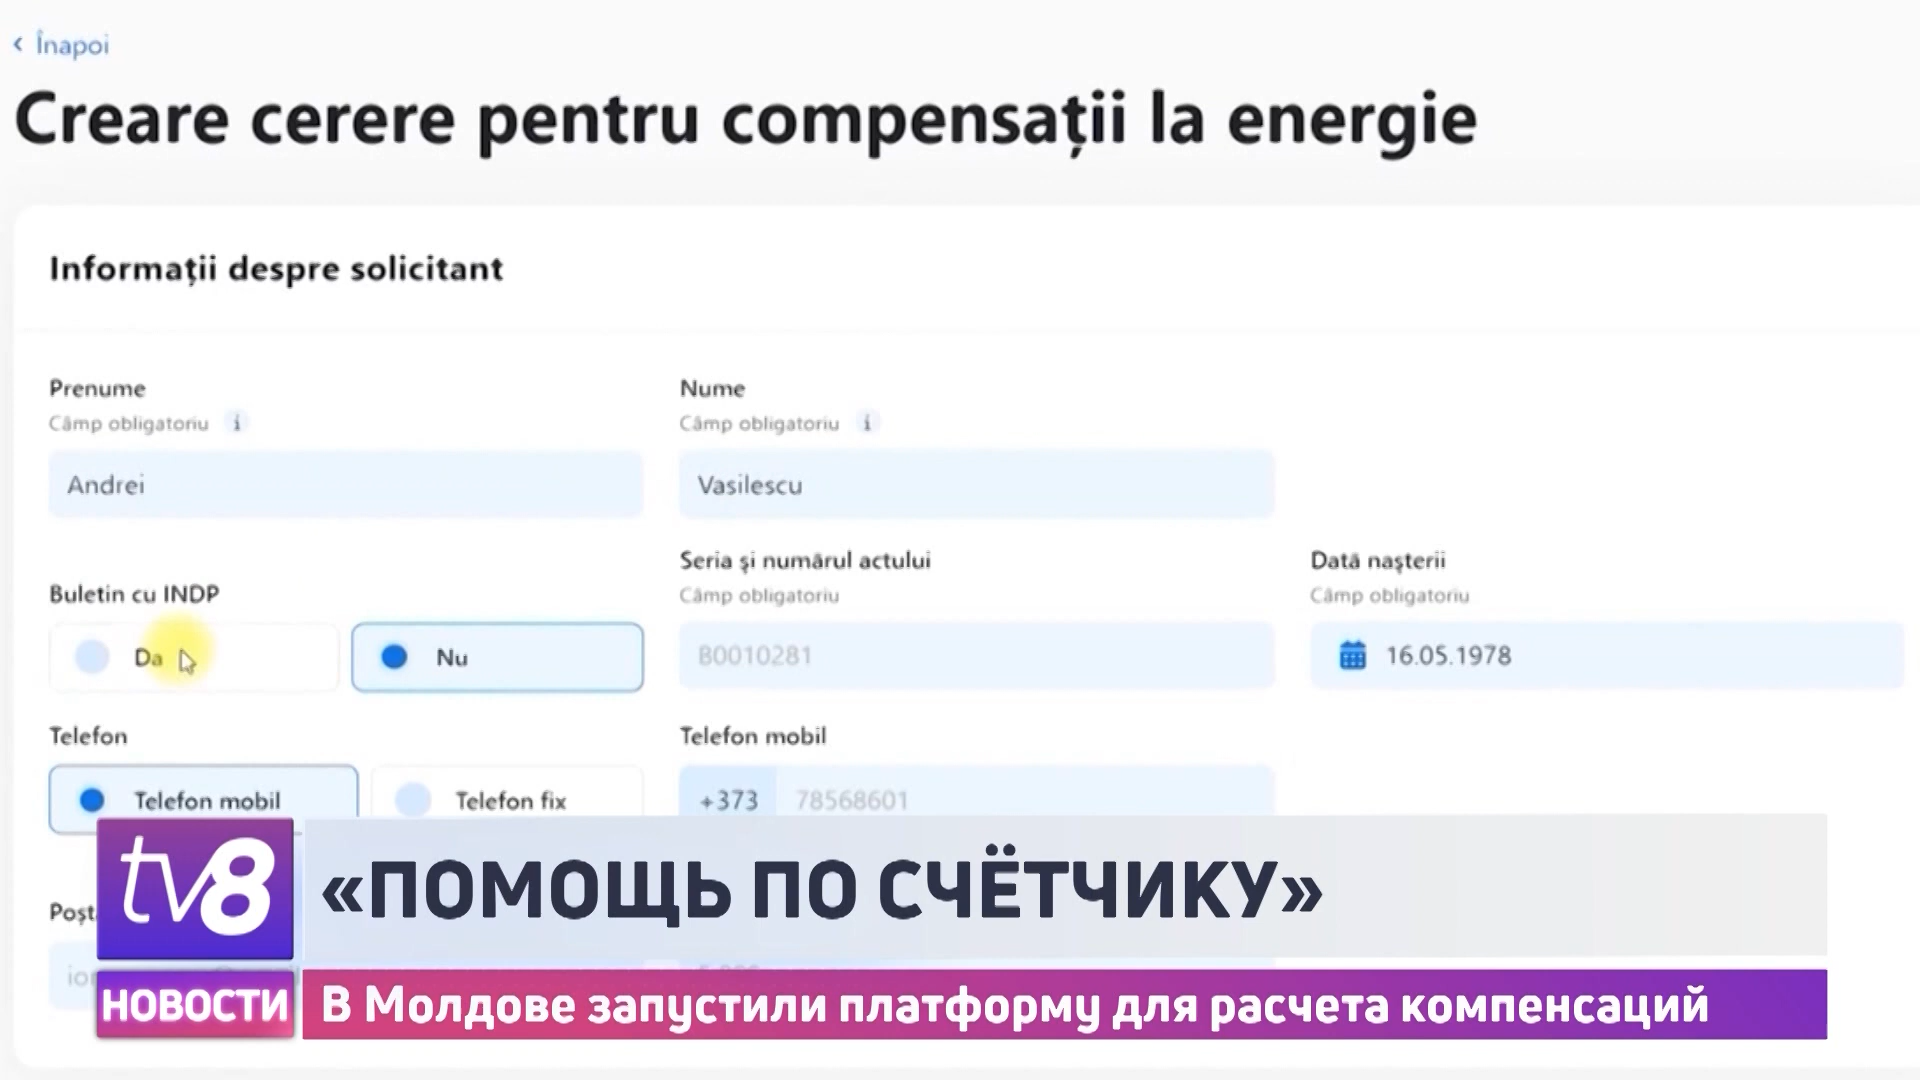 Înapoi
Creare cerere pentru compensații la energie
Informații despre solicitant
Prenume
Câmp obligatoriu i
Andrei
Nume
Câmp obligatoriu i
Vasilescu
Buletin cu INDP
Da
Nu
Seria și numărul actului
Câmp obligatoriu
B0010281
Dată nașterii
Câmp obligatoriu
16.05.1978
Telefon
Telefon mobil
Telefon fix
Telefon mobil
+373 78568601
tv8
«ПОМОЩЬ ПО СЧЁТЧИКУ»
НОВОСТИ
В Молдове запустили платформу для расчета компенсаций